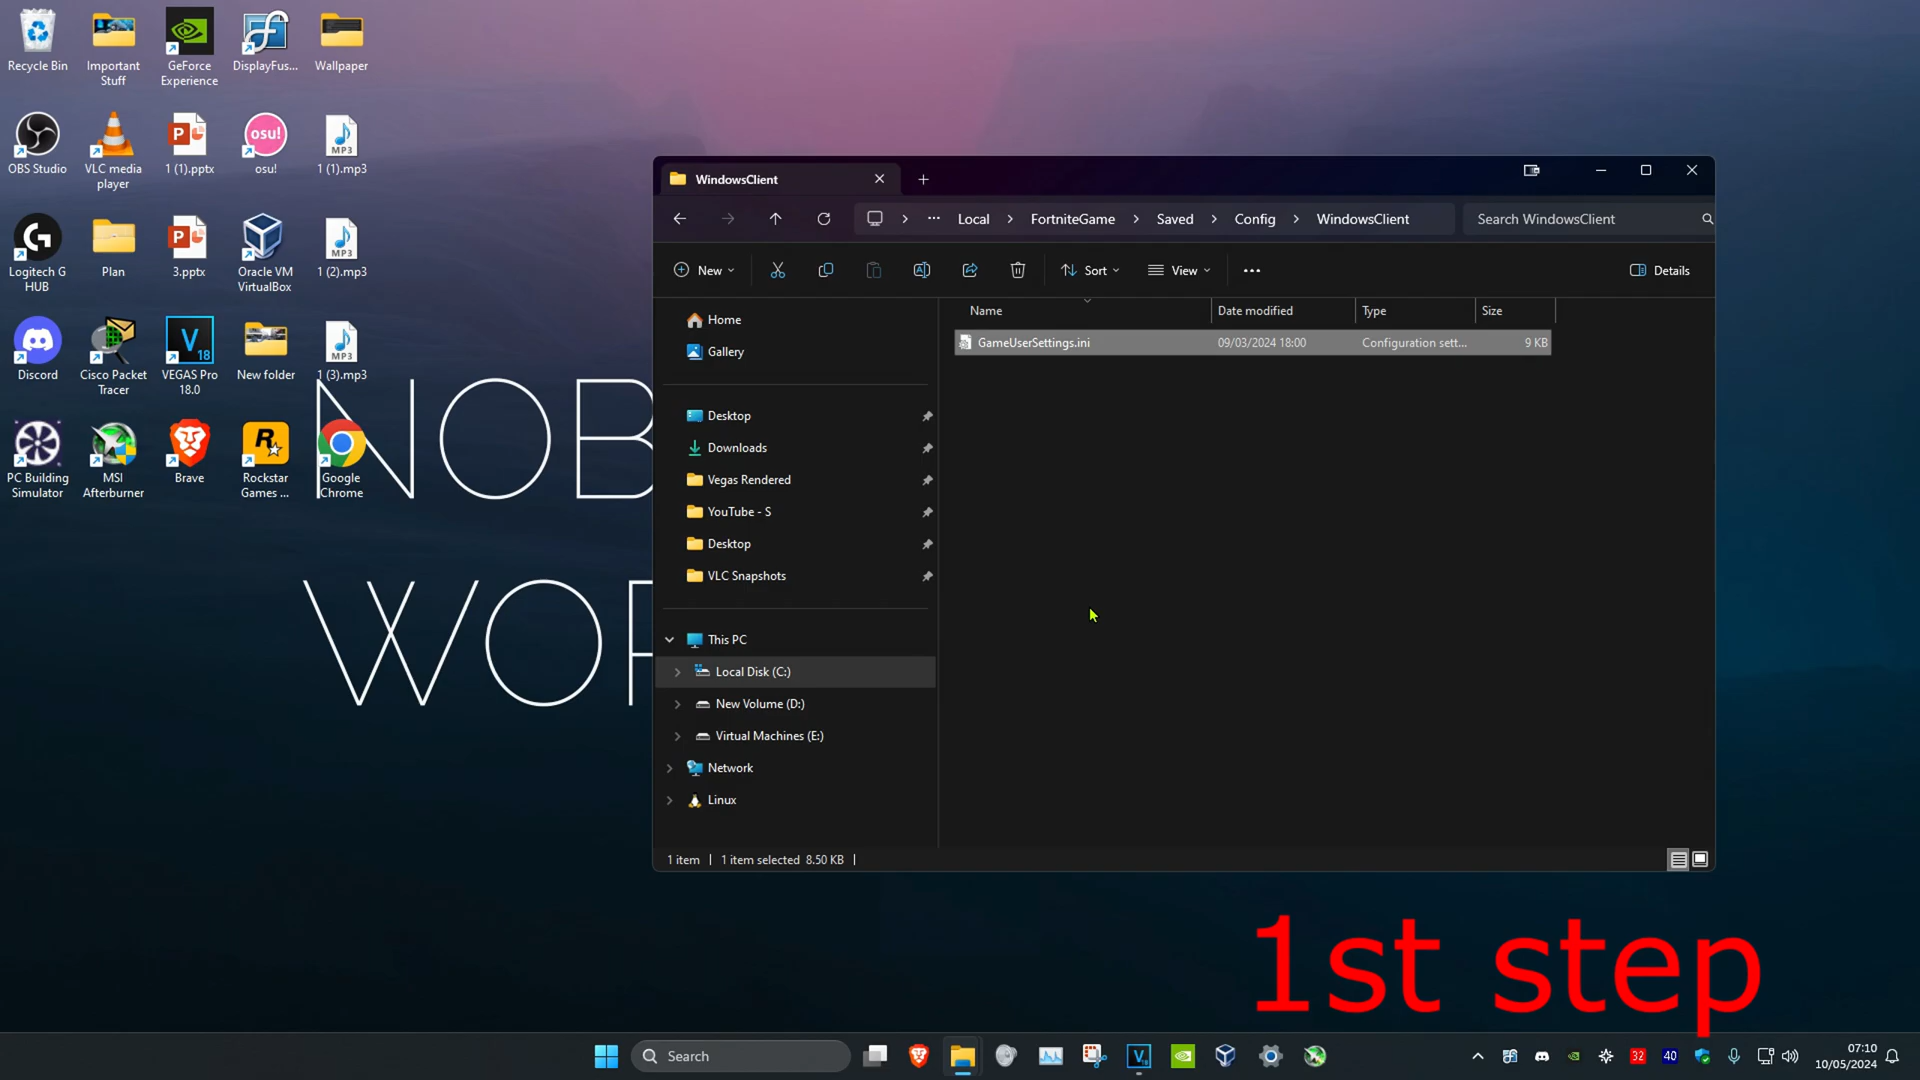 Recycle Bin
Important
Stuff
GeForce
Experience
DisplayFus...
Wallpaper
OBS Studio
VLC media
player
1 (1).pptx
osu!
osu!
MP3
1 (1).mp3
Logitech G
HUB
Plan
3.pptx
Oracle VM
VirtualBox
MP3
1 (2).mp3
Discord
Cisco Packet
Tracer
V
18
VEGAS Pro
18.0
New folder
MP3
1 (3).mp3
PC Building
Simulator
MSI
Afterburner
Brave
Rockstar
Games ...
Google
Chrome
NOB
WOR
WindowsClient
... Local > FortniteGame > Saved > Config > WindowsClient
Search WindowsClient
New
Sort
View
...
Details
Name
Date modified
Type
Size
GameUserSettings.ini
09/03/2024 18:00
Configuration sett...
9 KB
Home
Gallery
Desktop
Downloads
Vegas Rendered
YouTube - S
Desktop
VLC Snapshots
This PC
Local Disk (C:)
New Volume (D:)
Virtual Machines (E:)
Network
Linux
1 item
1 item selected 8.50 KB
1st step
Search
32
40
07:10
10/05/2024